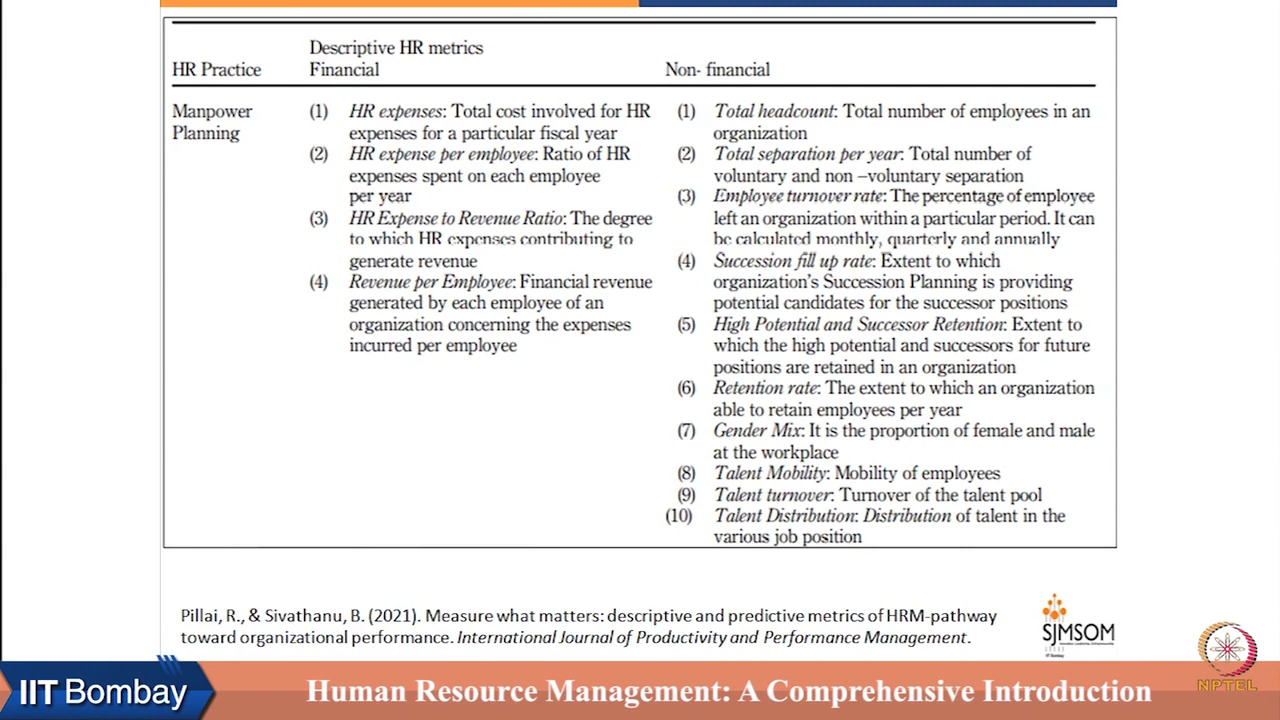 Descriptive HR metrics
HR Practice Financial Non- financial
Manpower
Planning
(1) HR expenses: Total cost involved for HR
expenses for a particular fiscal year
(2) HR expense per employee: Ratio of HR
expenses spent on each employee
per year
(3) HR Expense to Revenue Ratio: The degree
to which HR expenses contributing to
generate revenue
(4) Revenue per Employee: Financial revenue
generated by each employee of an
organization concerning the expenses
incurred per employee
(1) Total headcount: Total number of employees in an
organization
(2) Total separation per year: Total number of
voluntary and non –voluntary separation
(3) Employee turnover rate: The percentage of employee
left an organization within a particular period. It can
be calculated monthly, quarterly and annually
(4) Succession fill up rate: Extent to which
organization's Succession Planning is providing
potential candidates for the successor positions
(5) High Potential and Successor Retention: Extent to
which the high potential and successors for future
positions are retained in an organization
(6) Retention rate: The extent to which an organization
able to retain employees per year
(7) Gender Mix: It is the proportion of female and male
at the workplace
(8) Talent Mobility: Mobility of employees
(9) Talent turnover: Turnover of the talent pool
(10) Talent Distribution: Distribution of talent in the
various job position
Pillai, R., & Sivathanu, B. (2021). Measure what matters: descriptive and predictive metrics of HRM-pathway
toward organizational performance. International Journal of Productivity and Performance Management.
SJMSOM
IIT Bombay
IIT Bombay
Human Resource Management: A Comprehensive Introduction
NPTEL